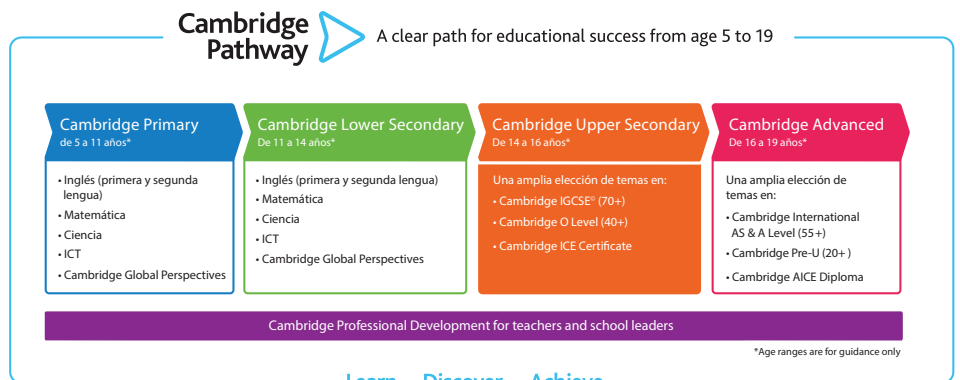 Cambridge
Pathway
A clear path for educational success from age 5 to 19
Cambridge Primary
de 5 a 11 años*
• Inglés (primera y segunda
lengua)
• Matemática
• Ciencia
• ICT
• Cambridge Global Perspectives
Cambridge Lower Secondary
De 11 a 14 años*
• Inglés (primera y segunda lengua)
• Matemática
• Ciencia
• ICT
• Cambridge Global Perspectives
Cambridge Upper Secondary
De 14 a 16 años*
Una amplia elección de temas en:
• Cambridge IGCSE® (70+)
• Cambridge O Level (40+)
• Cambridge ICE Certificate
Cambridge Advanced
De 16 a 19 años*
Una amplia elección de
temas en:
• Cambridge International
AS & A Level (55+)
• Cambridge Pre-U (20+ )
• Cambridge AICE Diploma
Cambridge Professional Development for teachers and school leaders
*Age ranges are for guidance only
Learn Discover Achieve